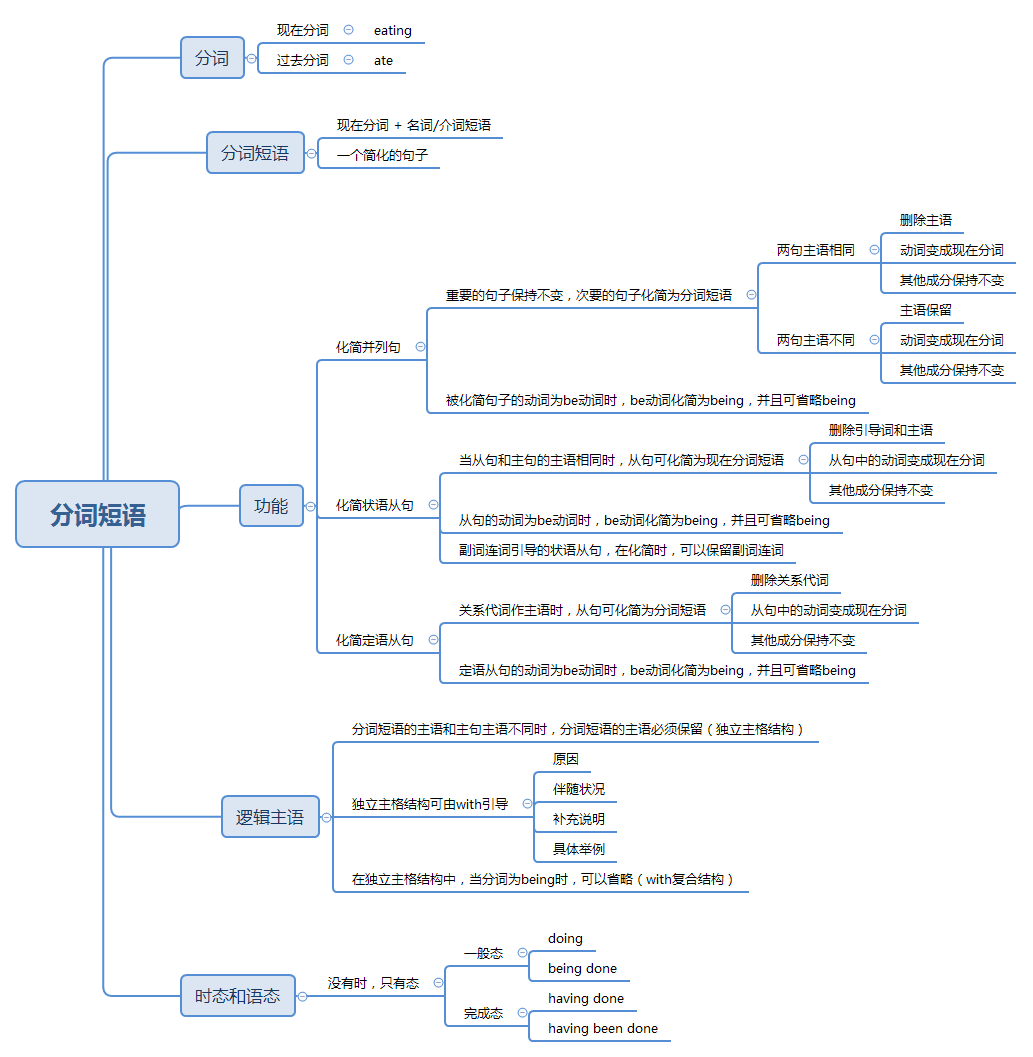 分词短语
分词
现在分词
eating
过去分词
ate
分词短语
现在分词 + 名词/介词短语
一个简化的句子
功能
化简并列句
重要的句子保持不变，次要的句子化简为分词短语
两句主语相同
删除主语
动词变成现在分词
其他成分保持不变
两句主语不同
主语保留
动词变成现在分词
其他成分保持不变
被化简句子的动词为be动词时，be动词化简为being，并且可省略being
化简状语从句
当从句和主句的主语相同时，从句可化简为现在分词短语
删除引导词和主语
从句中的动词变成现在分词
其他成分保持不变
从句的动词为be动词时，be动词化简为being，并且可省略being
副词连词引导的状语从句，在化简时，可以保留副词连词
化简定语从句
关系代词作主语时，从句可化简为分词短语
删除关系代词
从句中的动词变成现在分词
其他成分保持不变
定语从句的动词为be动词时，be动词化简为being，并且可省略being
逻辑主语
分词短语的主语和主句主语不同时，分词短语的主语必须保留（独立主格结构）
独立主格结构可由with引导
原因
伴随状况
补充说明
具体举例
在独立主格结构中，当分词为being时，可以省略（with复合结构）
时态和语态
没有时，只有态
一般态
doing
being done
完成态
having done
having been done